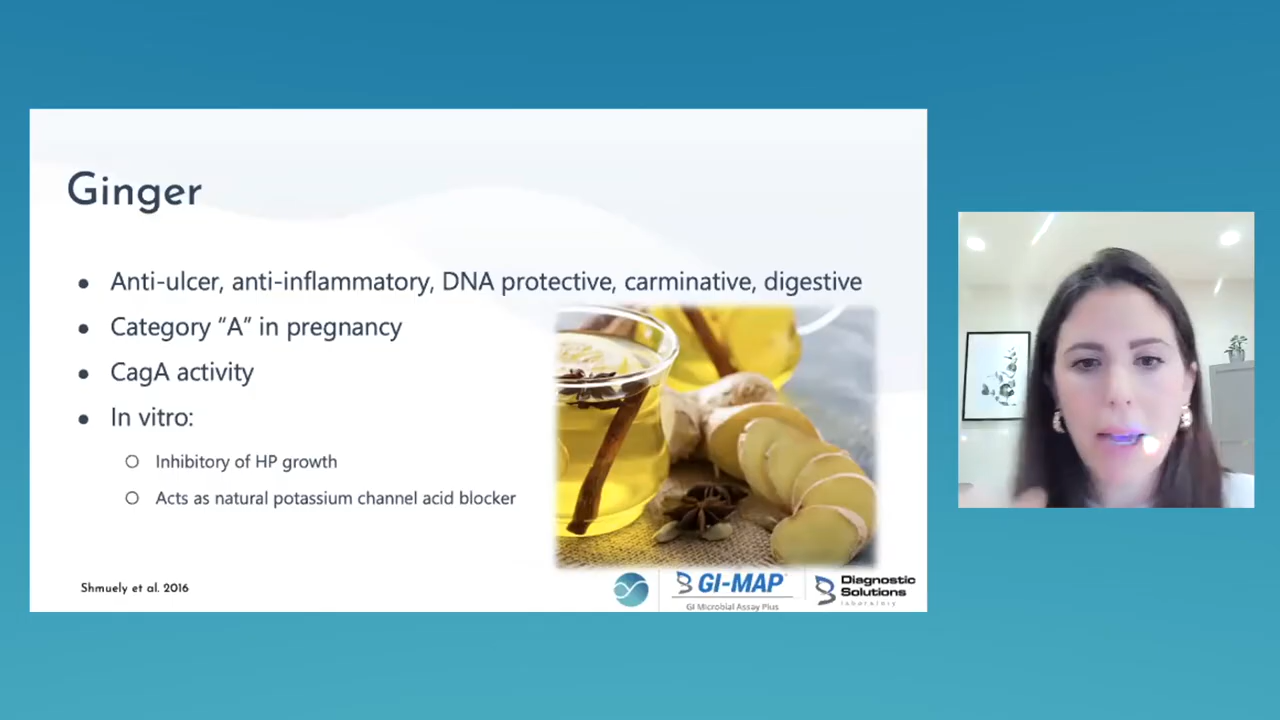 Ginger
● Anti-ulcer, anti-inflammatory, DNA protective, carminative, digestive
● Category “A” in pregnancy
● CagA activity
● In vitro:
○ Inhibitory of HP growth
○ Acts as natural potassium channel acid blocker
Shmuely et al. 2016
GI-MAP
GI Microbial Assay Plus
Diagnostic
Solutions
laboratory